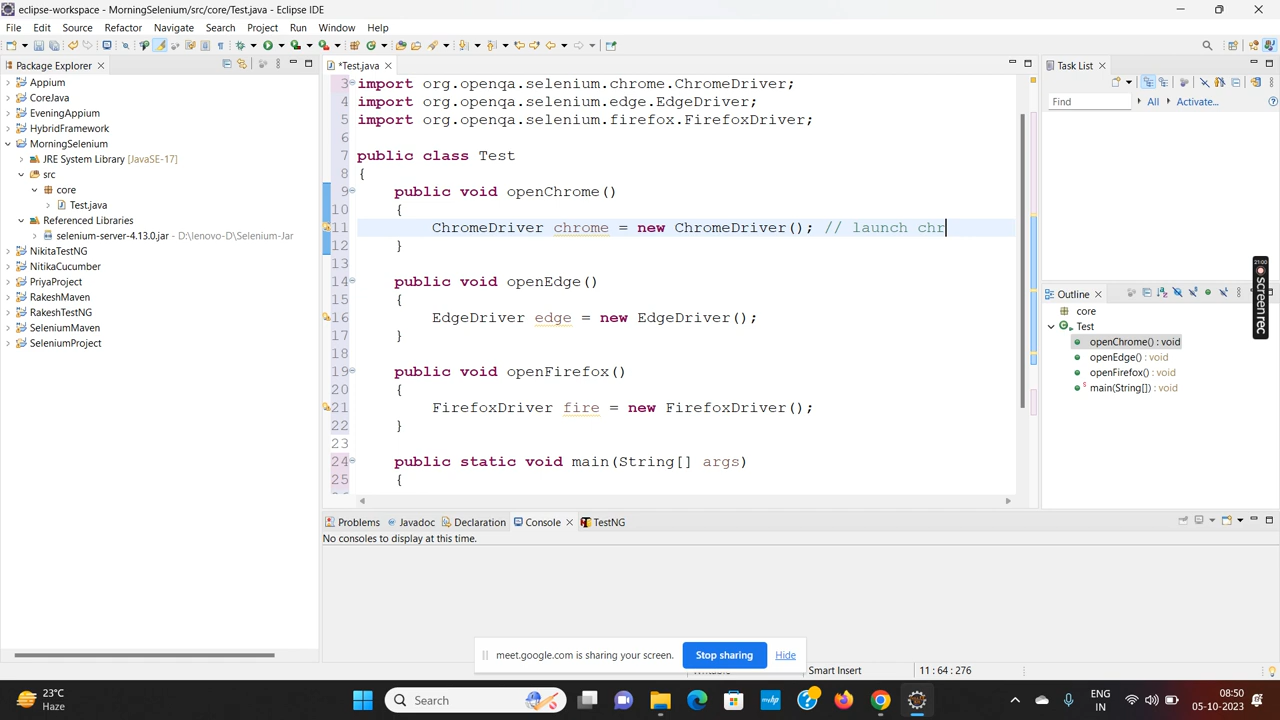 eclipse-workspace - MorningSelenium/src/core/Test.java - Eclipse IDE
File Edit Source Refactor Navigate Search Project Run Window Help
Package Explorer
Appium
CoreJava
EveningAppium
HybridFramework
MorningSelenium
JRE System Library [JavaSE-17]
src
core
Test.java
Referenced Libraries
selenium-server-4.13.0.jar - D:\lenovo-D\Selenium-Jar
NikitaTestNG
NitikaCucumber
PriyaProject
RakeshMaven
RakeshTestNG
SeleniumMaven
SeleniumProject
*Test.java
3 import org.openqa.selenium.chrome.ChromeDriver;
4 import org.openqa.selenium.edge.EdgeDriver;
5 import org.openqa.selenium.firefox.FirefoxDriver;
6
7 public class Test
8 {
9 public void openChrome()
10 {
11 ChromeDriver chrome = new ChromeDriver(); // launch chr
12 }
13
14 public void openEdge()
15 {
16 EdgeDriver edge = new EdgeDriver();
17 }
18
19 public void openFirefox()
20 {
21 FirefoxDriver fire = new FirefoxDriver();
22 }
23
24 public static void main(String[] args)
25 {
Task List
Find All Activate...
21:00
screenrec
Outline
core
Test
openChrome() : void
openEdge() : void
openFirefox() : void
main(String[]) : void
Problems Javadoc Declaration Console TestNG
No consoles to display at this time.
meet.google.com is sharing your screen. Stop sharing Hide
Smart Insert 11 : 64 : 276
23°C
Haze
Search
ENG
IN
08:50
05-10-2023